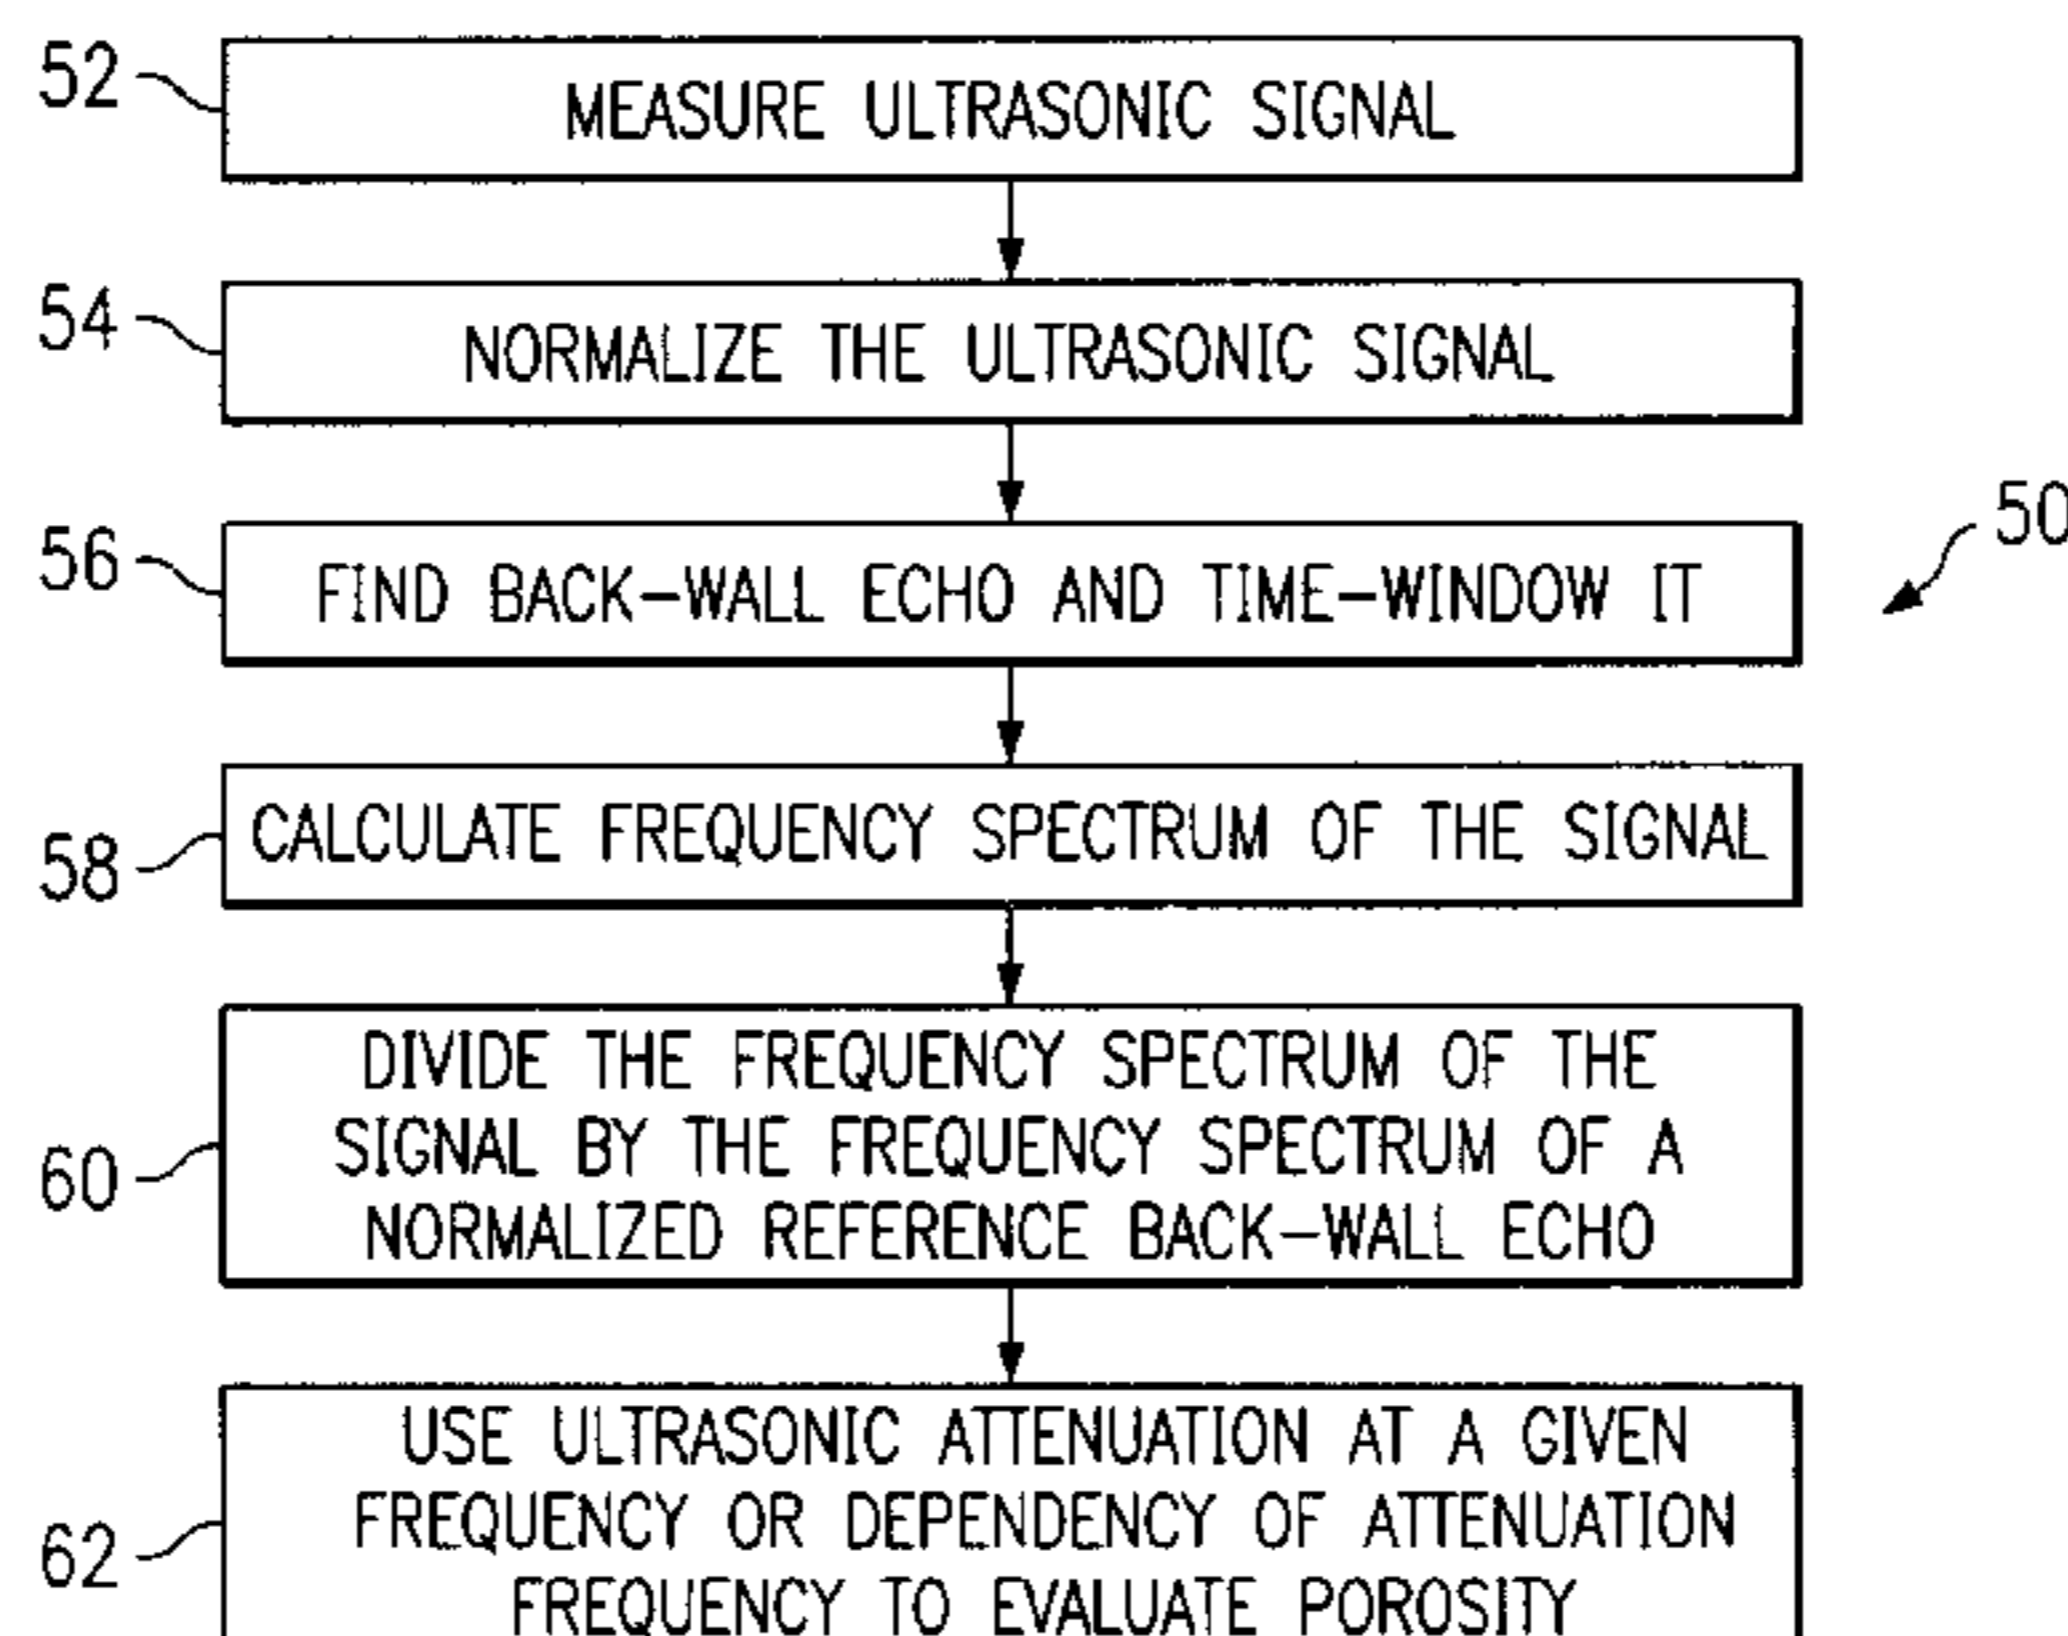 52
MEASURE ULTRASONIC SIGNAL
54
NORMALIZE THE ULTRASONIC SIGNAL
50
56
FIND BACK-WALL ECHO AND TIME-WINDOW IT
58
CALCULATE FREQUENCY SPECTRUM OF THE SIGNAL
60
DIVIDE THE FREQUENCY SPECTRUM OF THE
SIGNAL BY THE FREQUENCY SPECTRUM OF A
NORMALIZED REFERENCE BACK-WALL ECHO
62
USE ULTRASONIC ATTENUATION AT A GIVEN
FREQUENCY OR DEPENDENCY OF ATTENUATION
FREQUENCY TO EVALUATE POROSITY